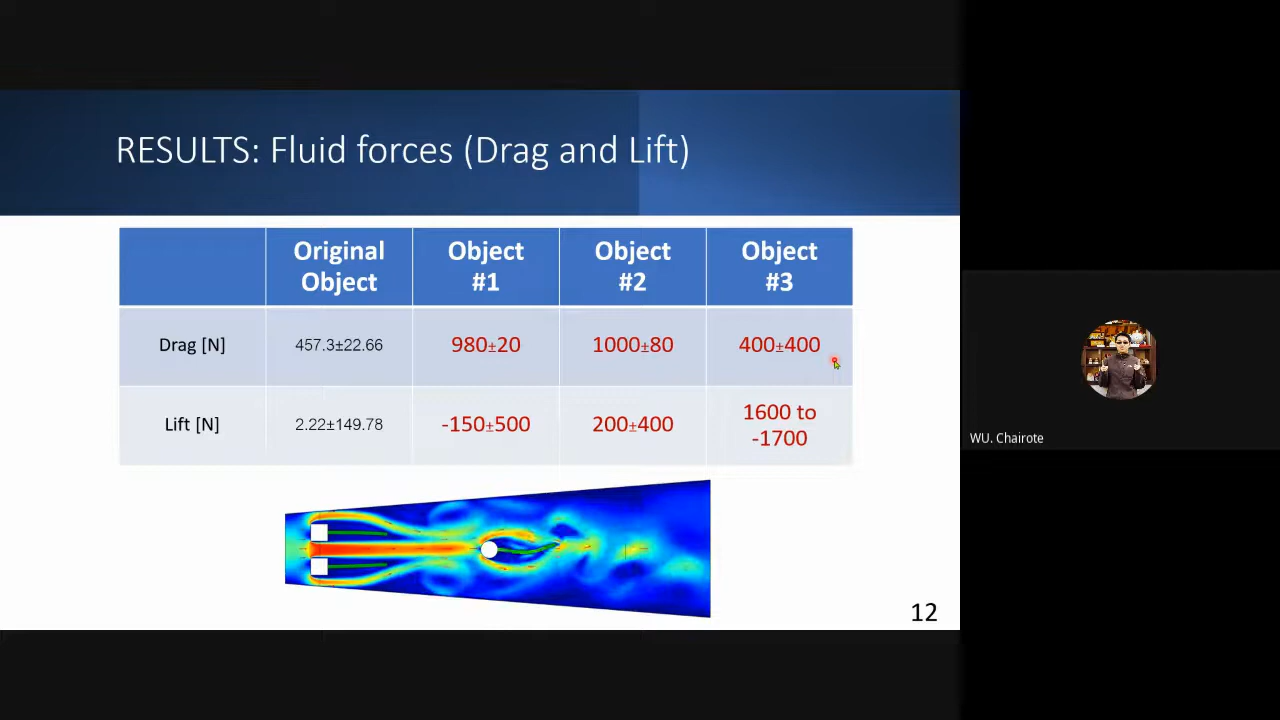 RESULTS: Fluid forces (Drag and Lift)
Original Object
Object #1
Object #2
Object #3
Drag [N]
457.3±22.66
980±20
1000±80
400±400
Lift [N]
2.22±149.78
-150±500
200±400
1600 to -1700
12
WU. Chairote